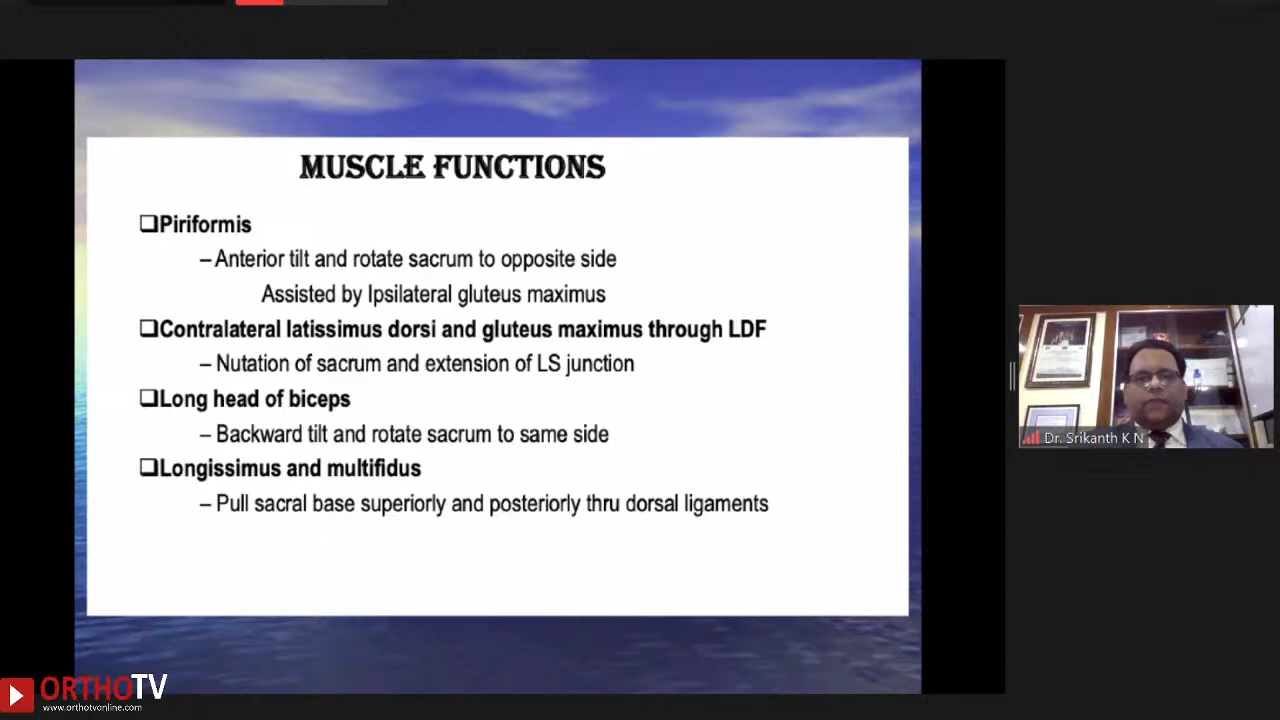 MUSCLE FUNCTIONS
❑Piriformis
– Anterior tilt and rotate sacrum to opposite side
Assisted by Ipsilateral gluteus maximus
❑Contralateral latissimus dorsi and gluteus maximus through LDF
– Nutation of sacrum and extension of LS junction
❑Long head of biceps
– Backward tilt and rotate sacrum to same side
❑Longissimus and multifidus
– Pull sacral base superiorly and posteriorly thru dorsal ligaments
Dr. Srikanth K N
ORTHOTV
www.orthotvonline.com